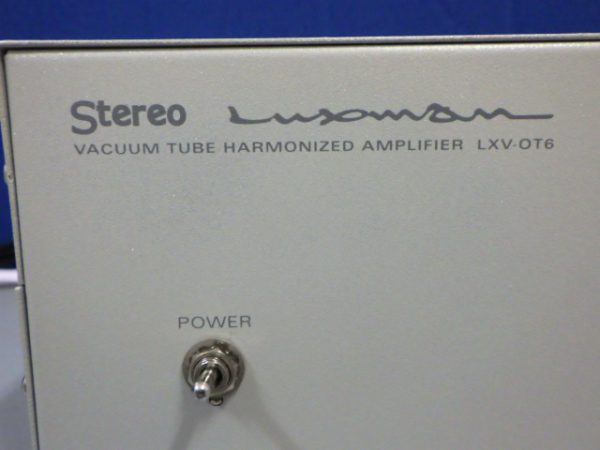 Stereo Luxman
VACUUM TUBE HARMONIZED AMPLIFIER LXV-OT6
POWER